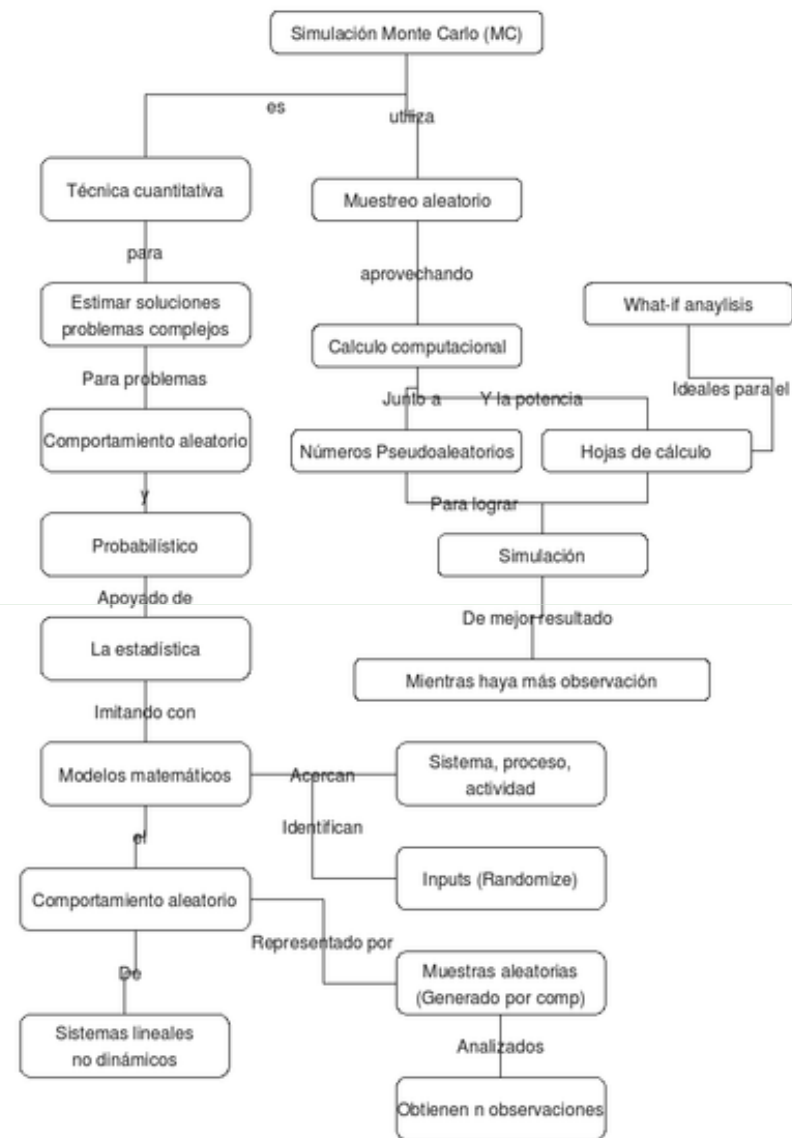 Simulación Monte Carlo (MC)
es
utiliza
Técnica cuantitativa
Muestreo aleatorio
para
aprovechando
Estimar soluciones
problemas complejos
What-if anaylisis
Calculo computacional
Para problemas
Junto a
Y la potencia
Ideales para el
Comportamiento aleatorio
Números Pseudoaleatorios
Hojas de cálculo
y
Para lograr
Probabilístico
Simulación
Apoyado de
De mejor resultado
La estadística
Mientras haya más observación
Imitando con
Modelos matemáticos
Acercan
Sistema, proceso,
actividad
Identifican
el
Inputs (Randomize)
Comportamiento aleatorio
Representado por
De
Muestras aleatorias
(Generado por comp)
Sistemas lineales
no dinámicos
Analizados
Obtienen n observaciones